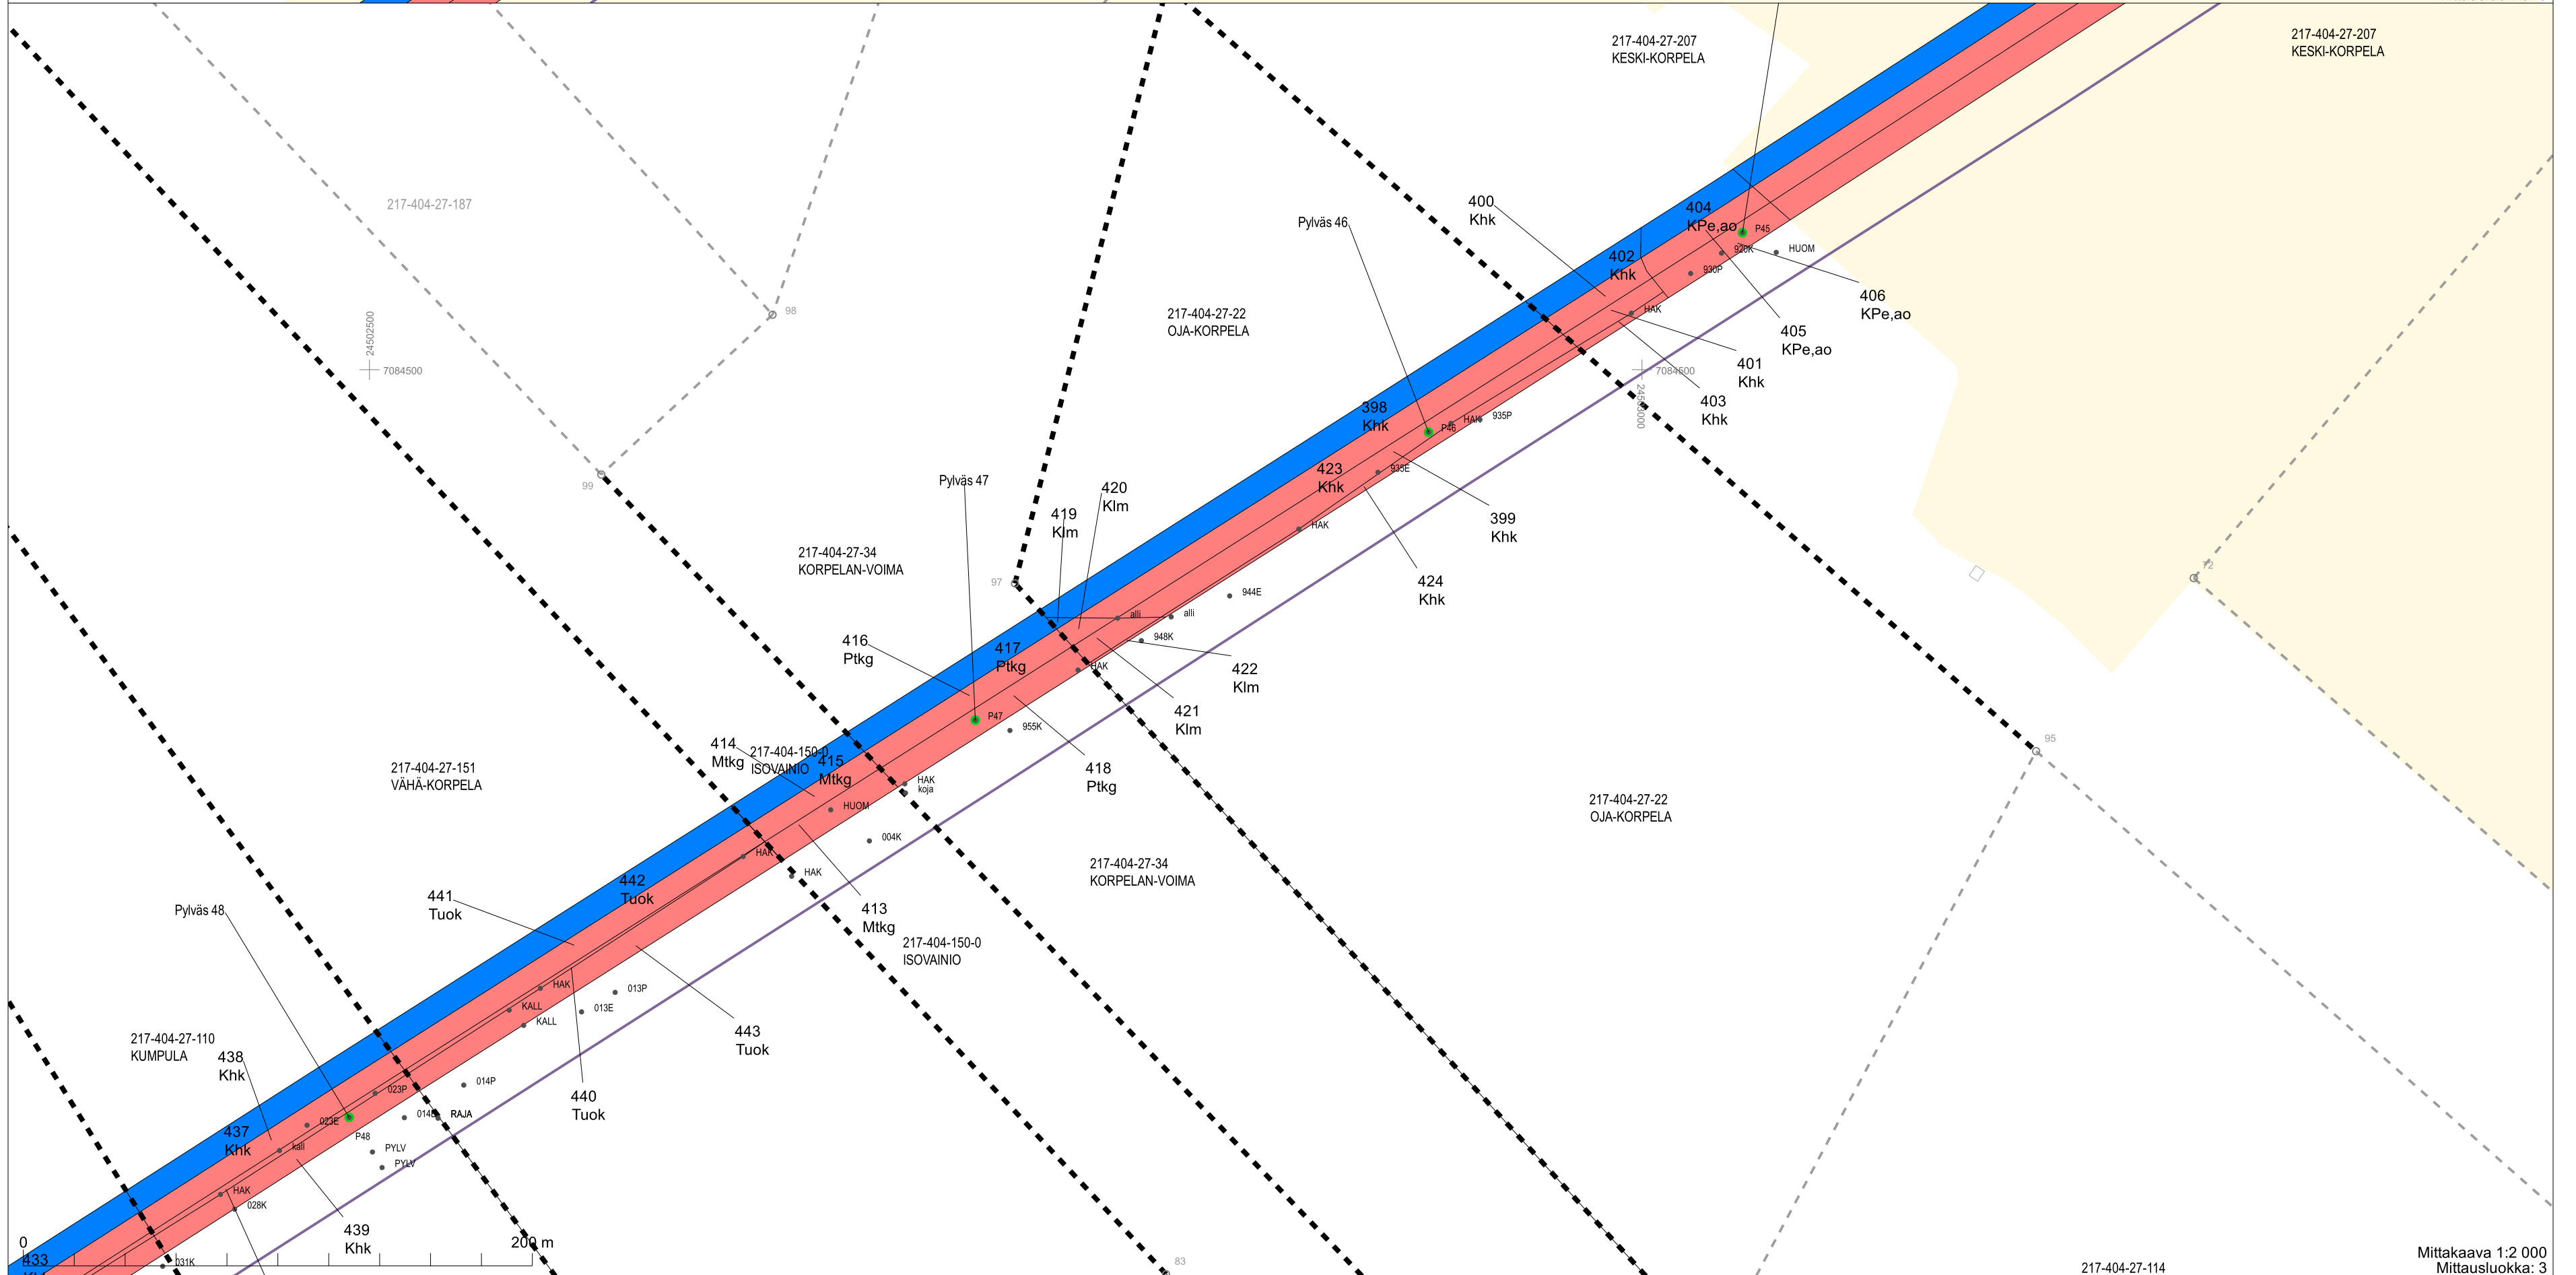 217-404-27-207
KESKI-KORPELA
217-404-27-207
KESKI-KORPELA
217-404-27-187
400
Khk
404
KPe,ao
P45
Pylväs 46
920K
HUOM
402
Khk
930P
406
KPe,ao
98
217-404-27-22
OJA-KORPELA
HAK
405
KPe,ao
24502500
7084500
401
Khk
7084500
403
Khk
398
Khk
HAK
935P
P46
423
Khk
935E
Pylväs 47
99
420
Klm
419
Klm
399
Khk
HAK
217-404-27-34
KORPELAN-VOIMA
97
424
Khk
72
944E
alli
alli
416
Ptkg
417
Ptkg
948K
HAK
422
Klm
421
Klm
P47
955K
414
Mtkg
217-404-150-0
ISOVAINIO
415
Mtkg
95
217-404-27-151
VÄHÄ-KORPELA
418
Ptkg
HAK
koja
HUOM
004K
217-404-27-22
OJA-KORPELA
HAK
HAK
217-404-27-34
KORPELAN-VOIMA
442
Tuok
441
Tuok
Pylväs 48
413
Mtkg
217-404-150-0
ISOVAINIO
HAK
013P
KALL
013E
KALL
443
Tuok
217-404-27-110
KUMPULA
438
Khk
014P
023P
440
Tuok
RAJA
023E
P48
437
Khk
kall
PYLV
PYLV
HAK
028K
439
Khk
0
200 m
433
031K
83
Mittakaava 1:2 000
217-404-27-114
Mittausluokka: 3